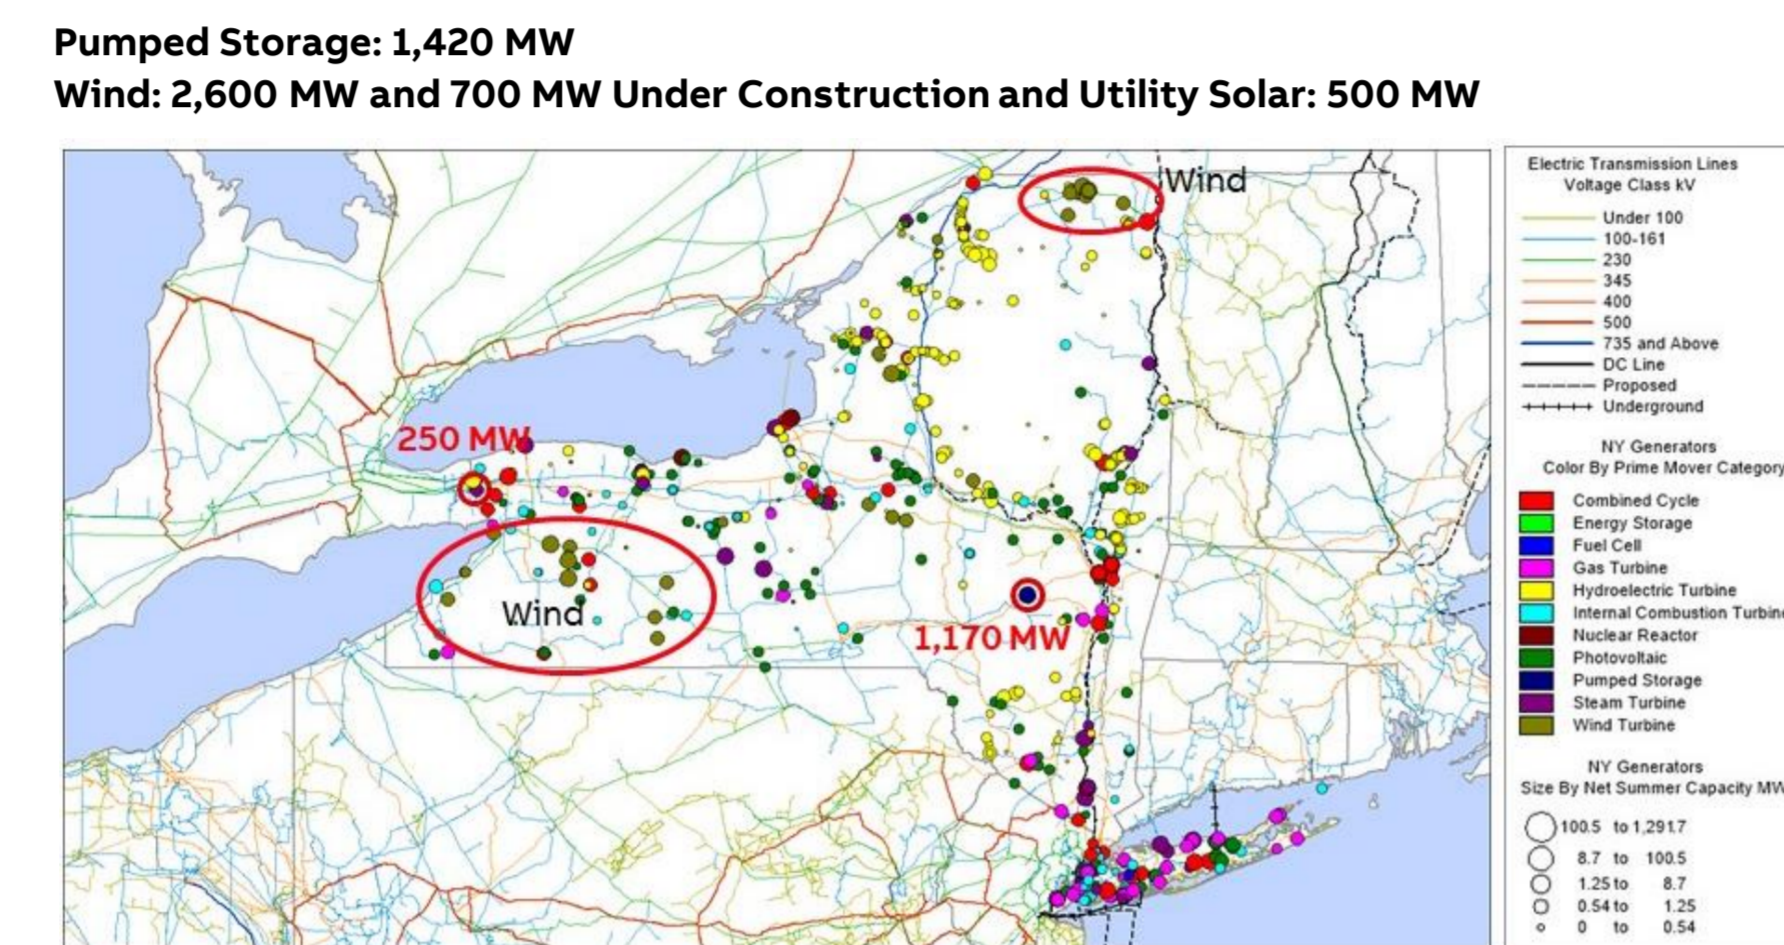 Pumped Storage: 1,420 MW
Wind: 2,600 MW and 700 MW Under Construction and Utility Solar: 500 MW
Wind
250 MW
Wind
1,170 MW
Electric Transmission Lines
Voltage Class kV
Under 100
100-161
230
345
400
500
735 and Above
DC Line
Proposed
Underground
NY Generators
Color By Prime Mover Category
Combined Cycle
Energy Storage
Fuel Cell
Gas Turbine
Hydroelectric Turbine
Internal Combustion Turbine
Nuclear Reactor
Photovoltaic
Pumped Storage
Steam Turbine
Wind Turbine
NY Generators
Size By Net Summer Capacity MW
100.5 to 1,291.7
8.7 to 100.5
1.25 to 8.7
0.54 to 1.25
0 to 0.54